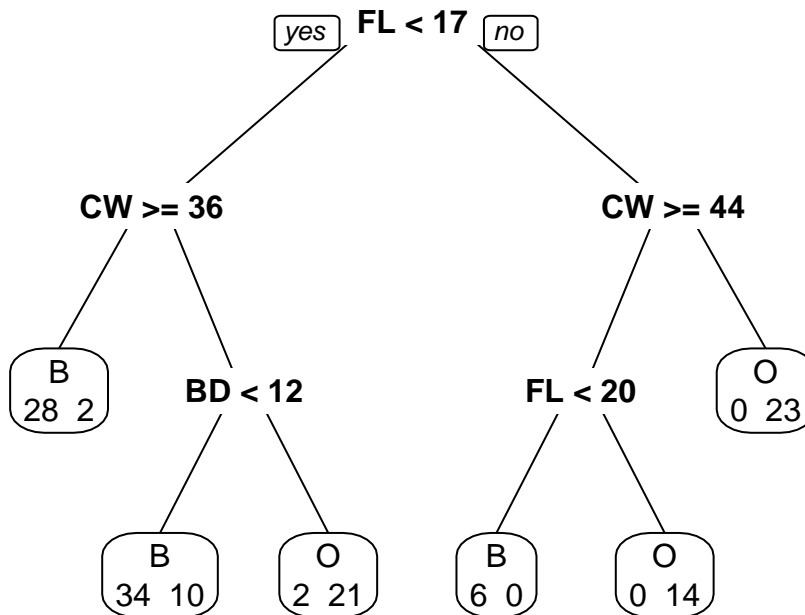 yes FL < 17 no
CW >= 36 CW >= 44
B BD < 12 FL < 20 O
28 2 0 23
B O B O
34 10 2 21 6 0 0 14